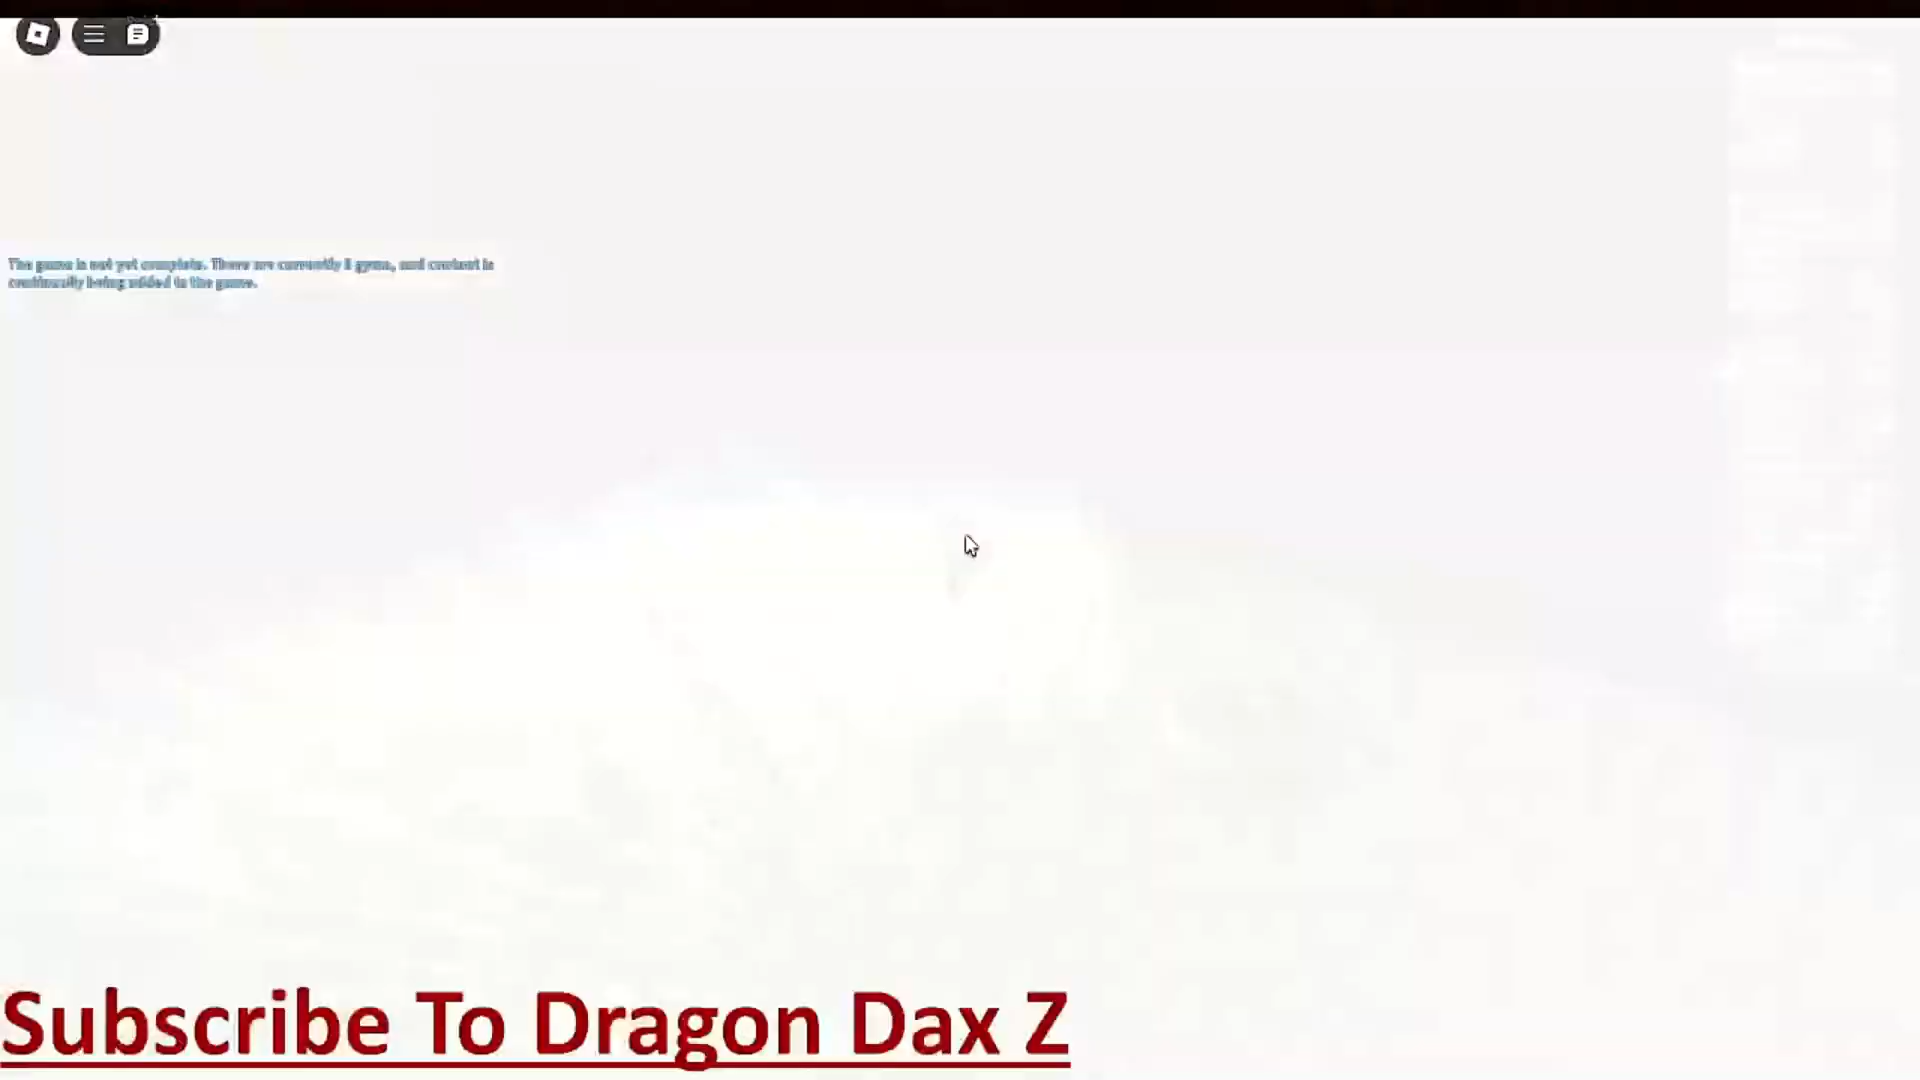 The game is not yet complete. There are currently 8 gyms, and content is
continually being added to the game.
Subscribe To Dragon Dax Z